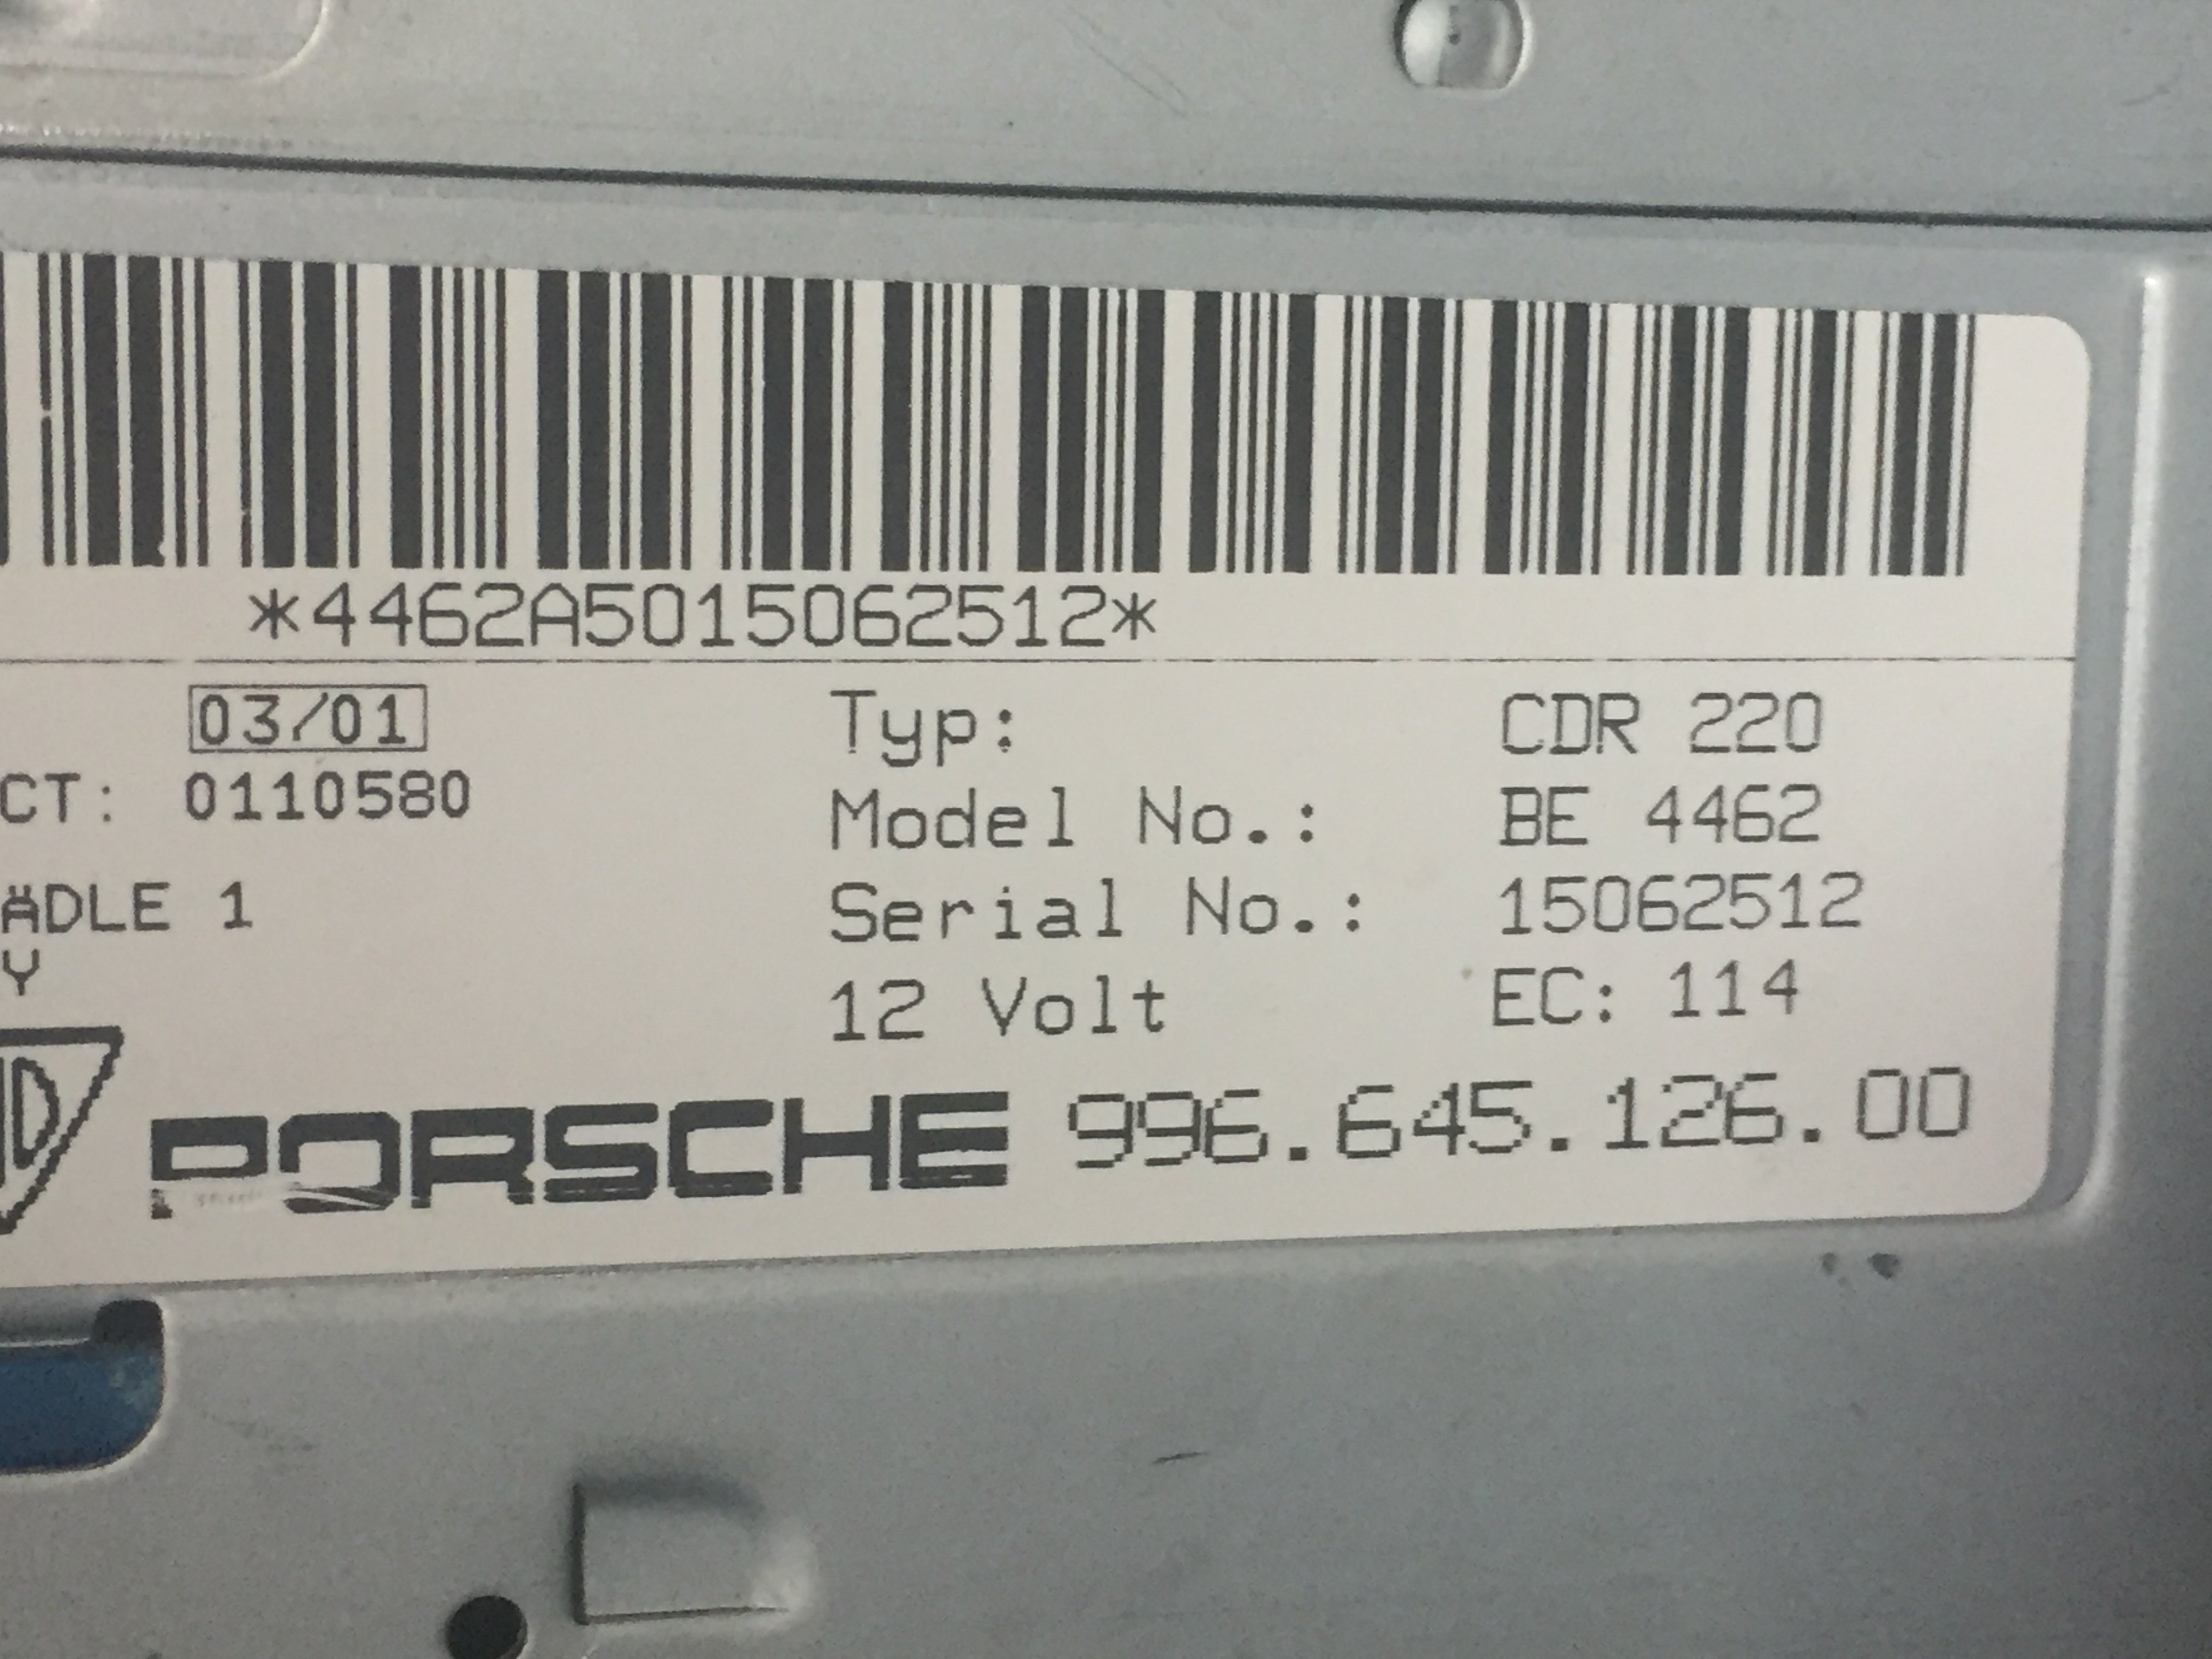 *4462A5015062512*
03/01 Typ: CDR 220
CT: 0110580 Model No.: BE 4462
ÄDLE 1 Serial No.: 15062512
Y 12 Volt EC: 114
PORSCHE 996.645.126.00